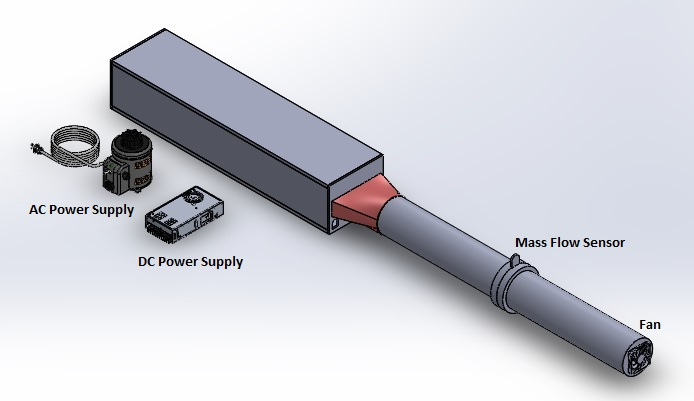 AC Power Supply
DC Power Supply
Mass Flow Sensor
Fan